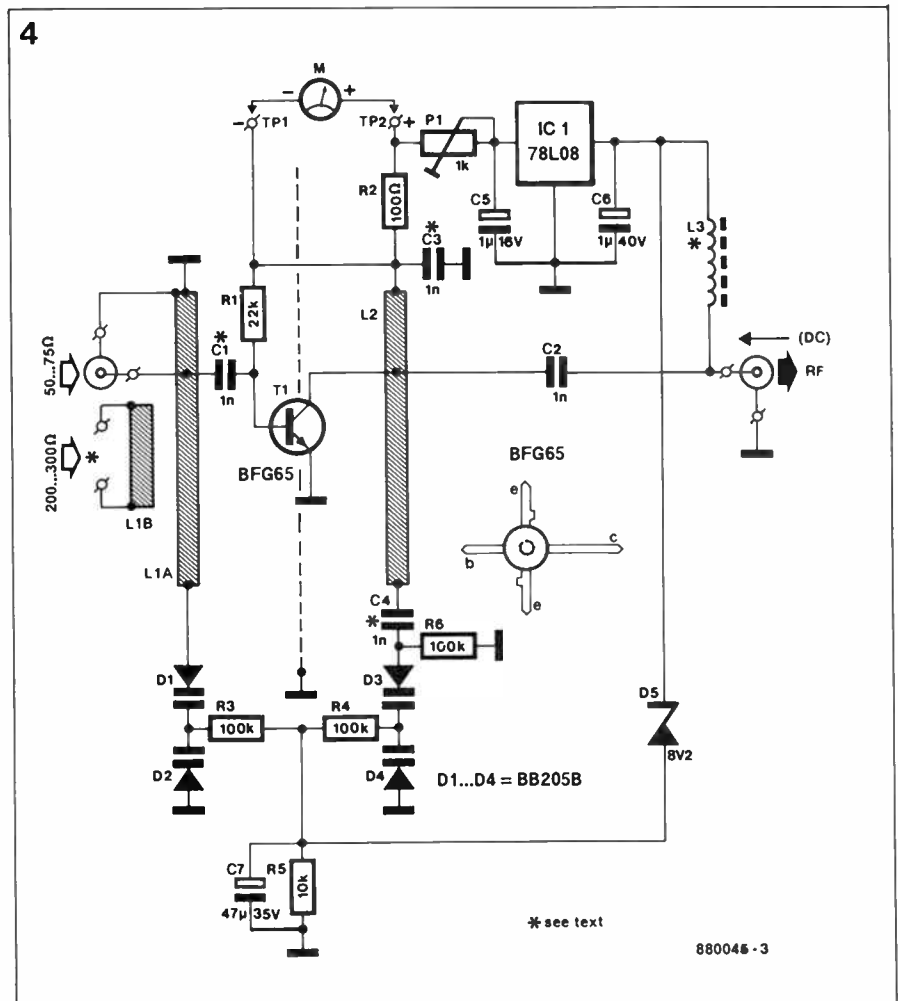 4
M
- +
- TP1
TP2 +
P1
1k
IC 1
78L08
R2
100Ω
C5
1µ 16V
C6
1µ 40V
L3
*
*
C3
1n
R1
22k
L2
*
C1
1n
C2
1n
(DC)
RF
50...75Ω
T1
BFG65
BFG65
e
c
b
e
200...300Ω
*
L1B
L1A
C4
*
1n
R6
100k
D1
D3
R3
100k
R4
100k
D5
8V2
D2
D4
D1...D4 = BB205B
C7
47µ 35V
R5
10k
* see text
880045 - 3